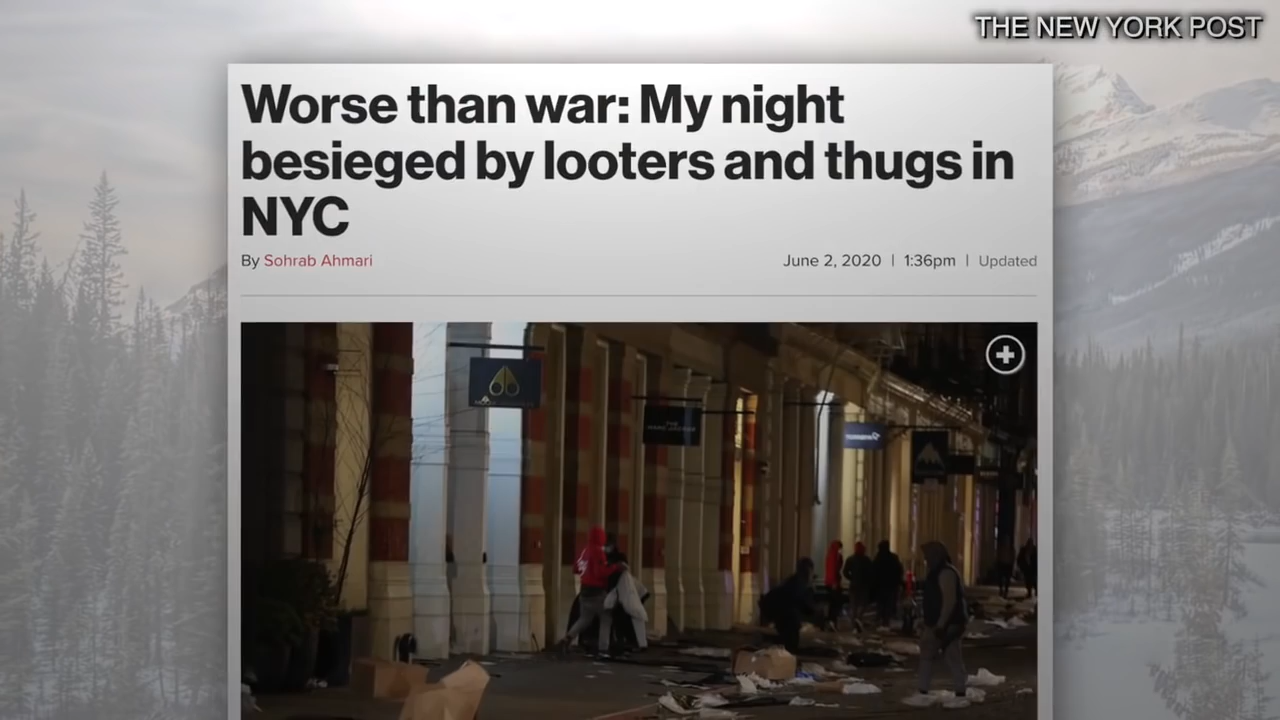 THE NEW YORK POST
Worse than war: My night
besieged by looters and thugs in
NYC
By Sohrab Ahmari
June 2, 2020 | 1:36pm | Updated